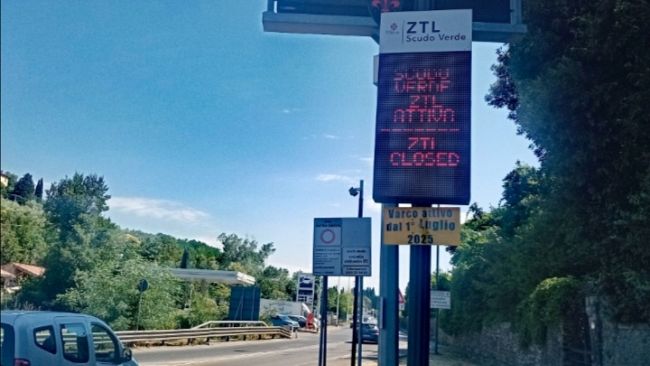 ZTL
Scudo Verde
SCUDO
VERDE
ZTL
ATTIVA
ZTL
CLOSED
Varco attivo
dal 1° Luglio
2025